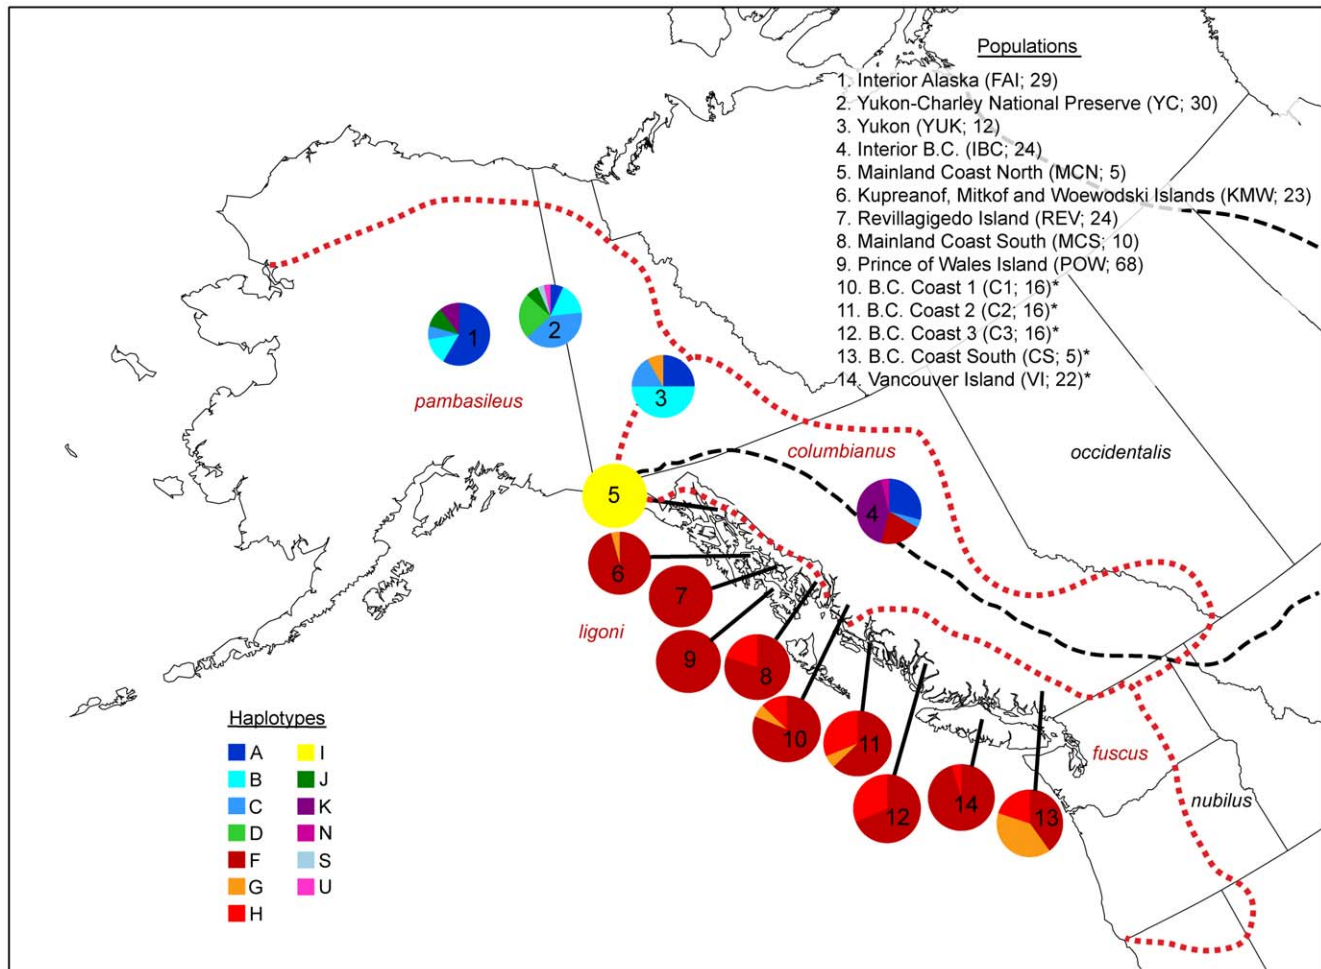 Populations
1. Interior Alaska (FAI; 29)
2. Yukon-Charley National Preserve (YC; 30)
3. Yukon (YUK; 12)
4. Interior B.C. (IBC; 24)
5. Mainland Coast North (MCN; 5)
6. Kupreanof, Mitkof and Woewodski Islands (KMW; 23)
7. Revillagigedo Island (REV; 24)
8. Mainland Coast South (MCS; 10)
9. Prince of Wales Island (POW; 68)
10. B.C. Coast 1 (C1; 16)*
11. B.C. Coast 2 (C2; 16)*
12. B.C. Coast 3 (C3; 16)*
13. B.C. Coast South (CS; 5)*
14. Vancouver Island (VI; 22)*
1
2
3
pambasileus
columbianus
occidentalis
5
4
6
7
ligoni
9
8
10
11
12
14
13
fuscus
nubilus
Haplotypes
A I
B J
C K
D N
F S
G U
H